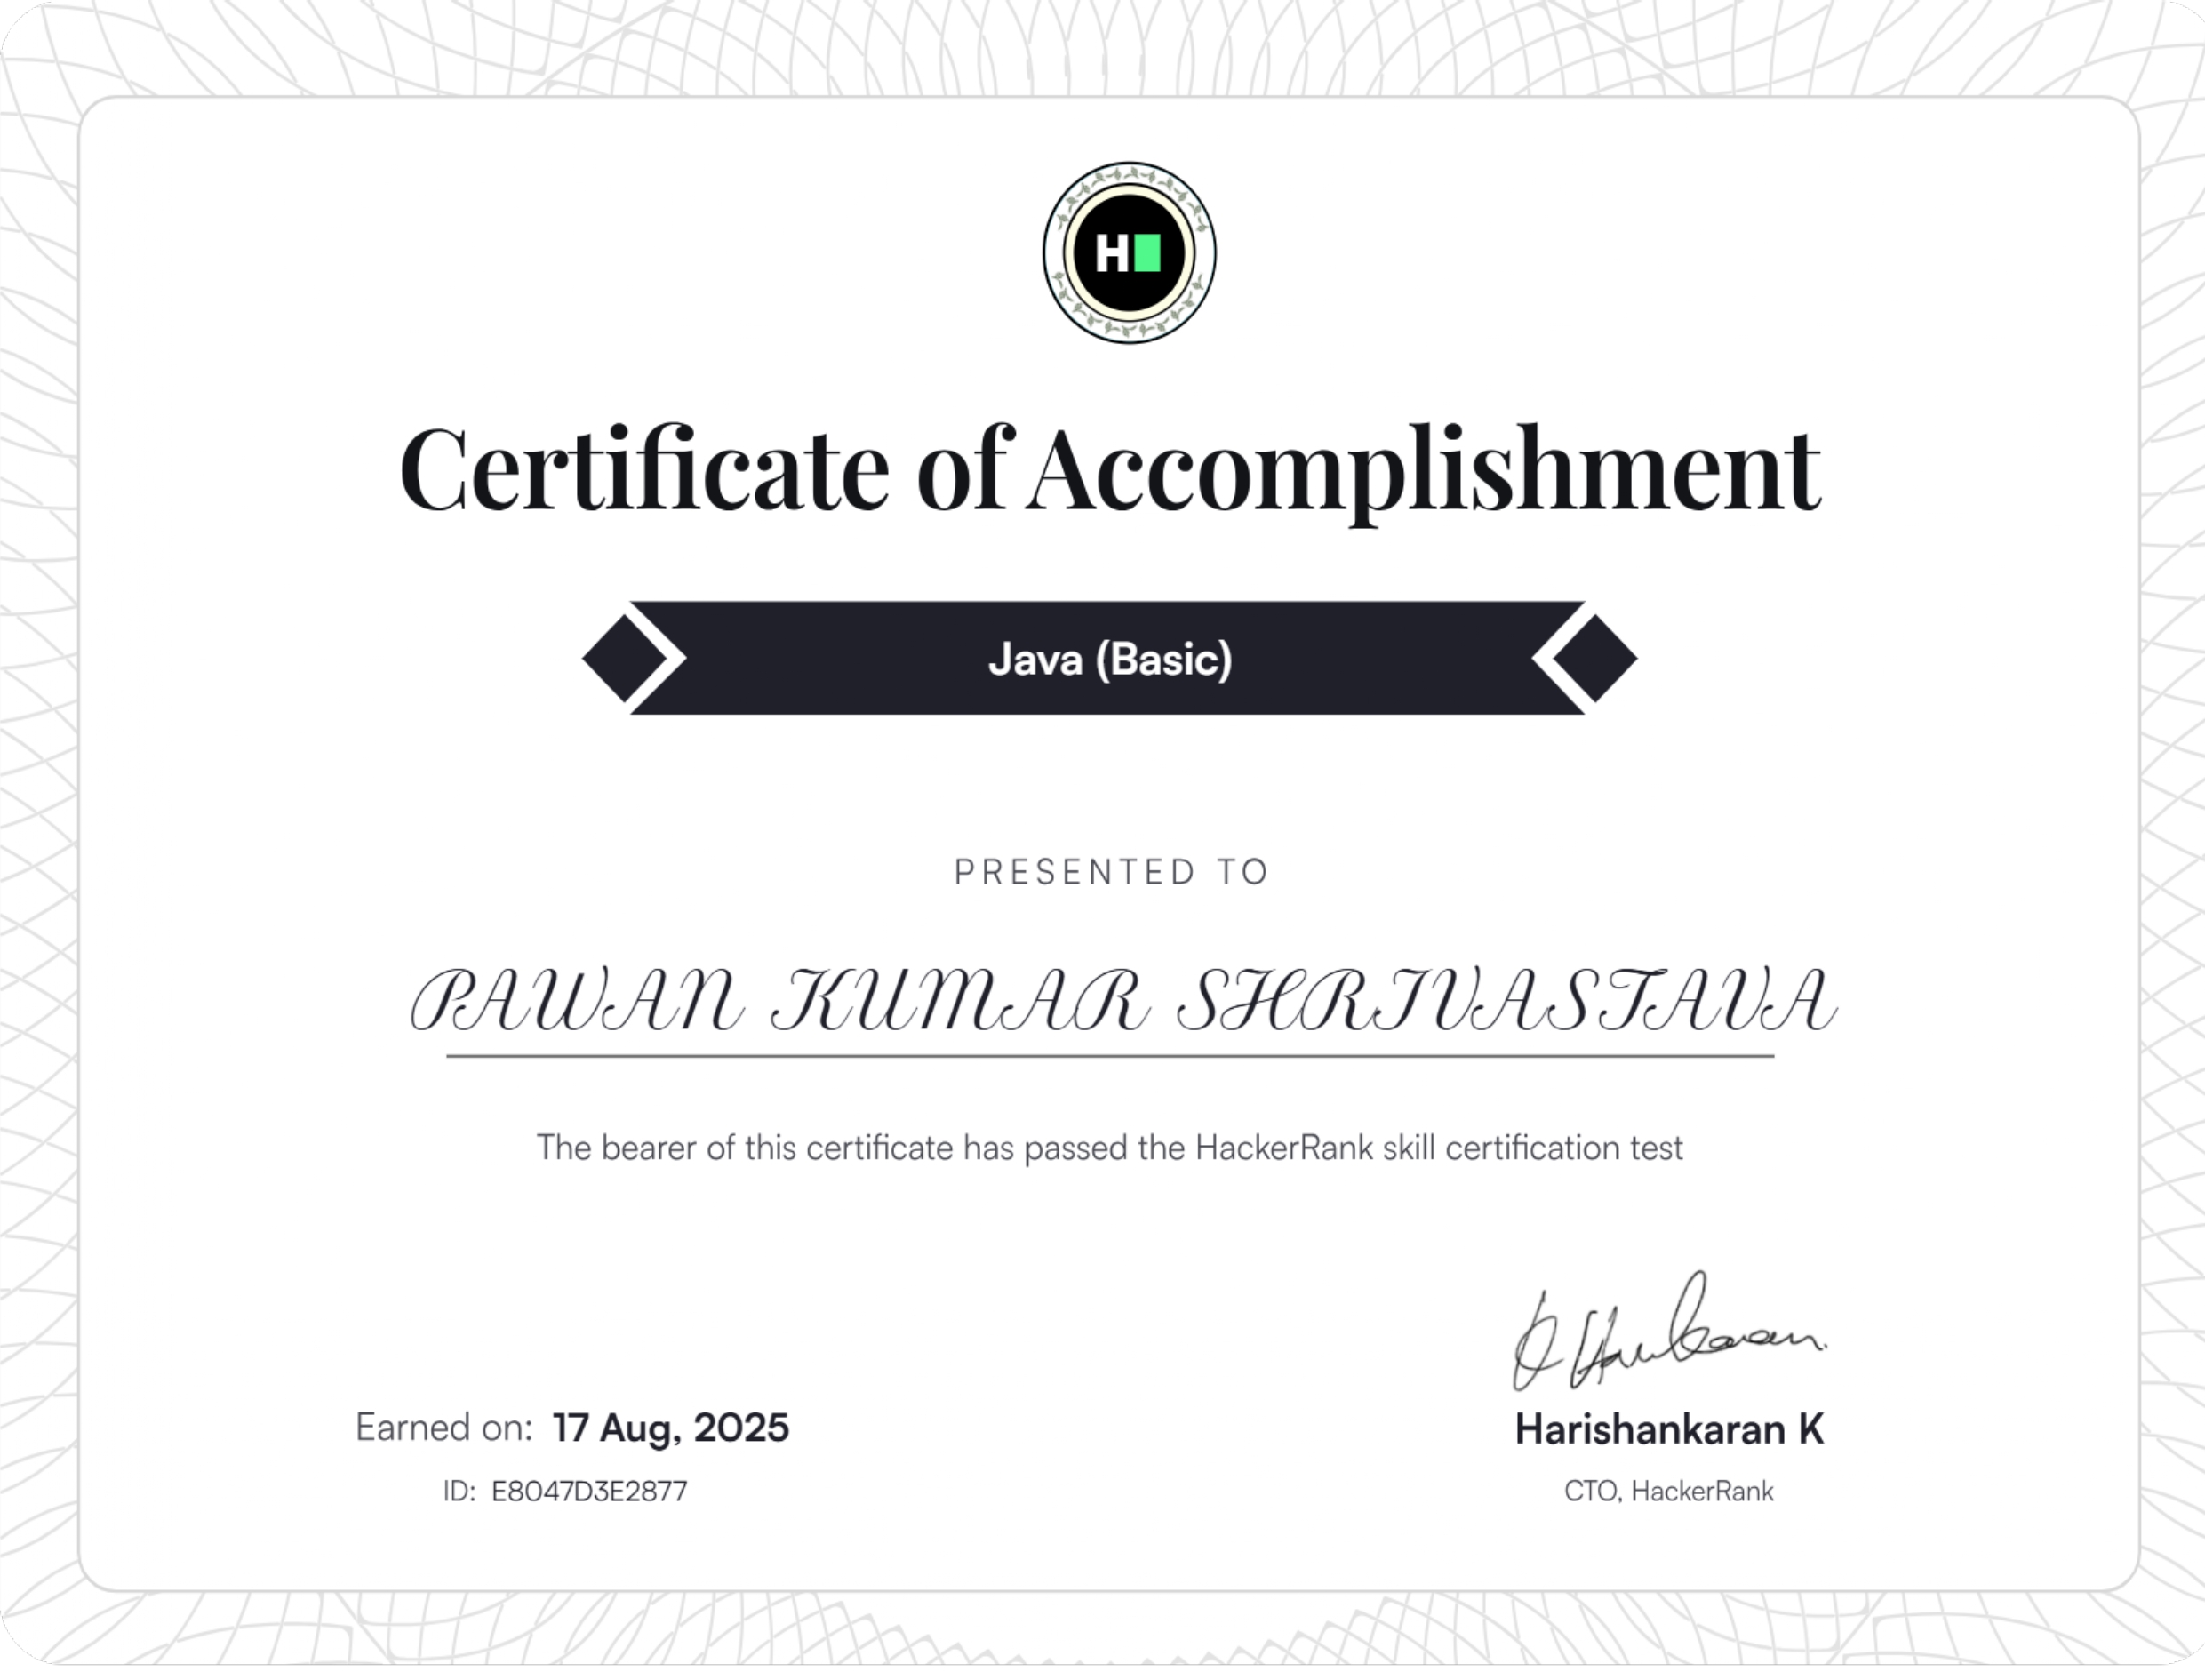 H
Certificate of Accomplishment
Java (Basic)
PRESENTED TO
PAWAN KUMAR SHRIVASTAVA
The bearer of this certificate has passed the HackerRank skill certification test
Earned on: 17 Aug, 2025
ID: E8047D3E2877
Harishankaran K
CTO, HackerRank